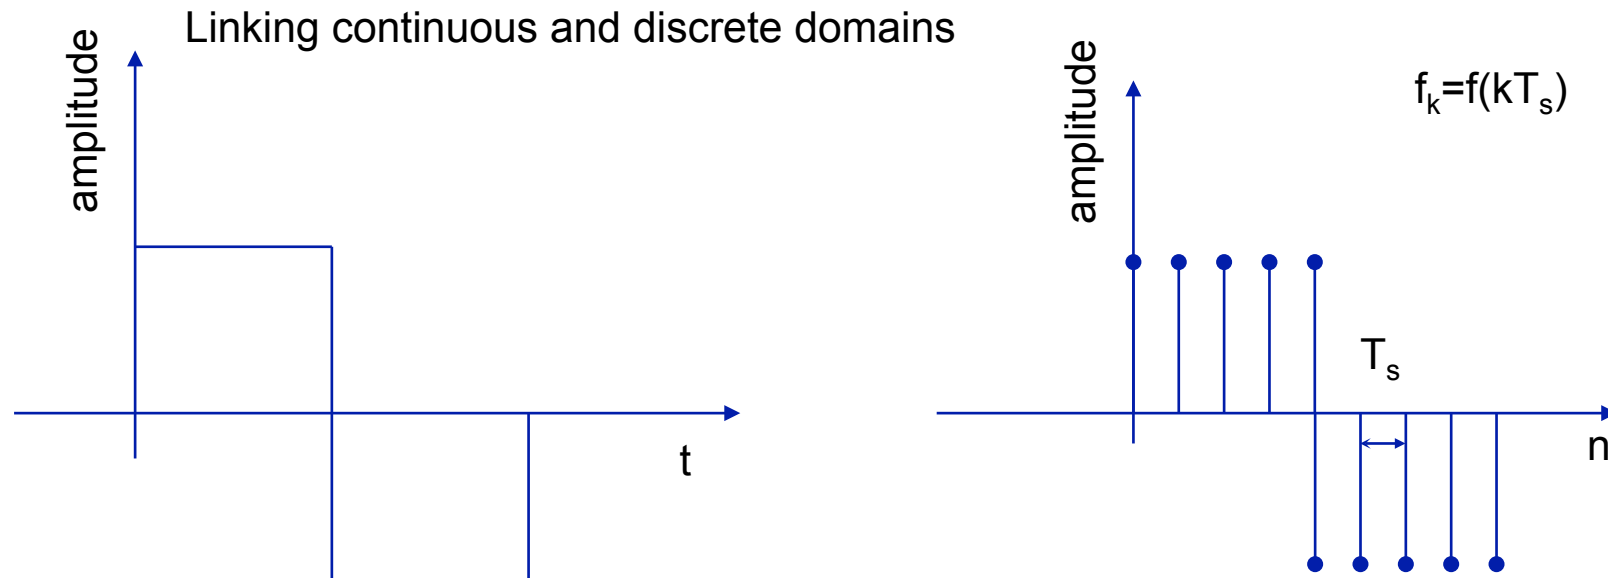 Linking continuous and discrete domains
amplitude
t
amplitude
fₖ=f(kTₛ)
Tₛ
n